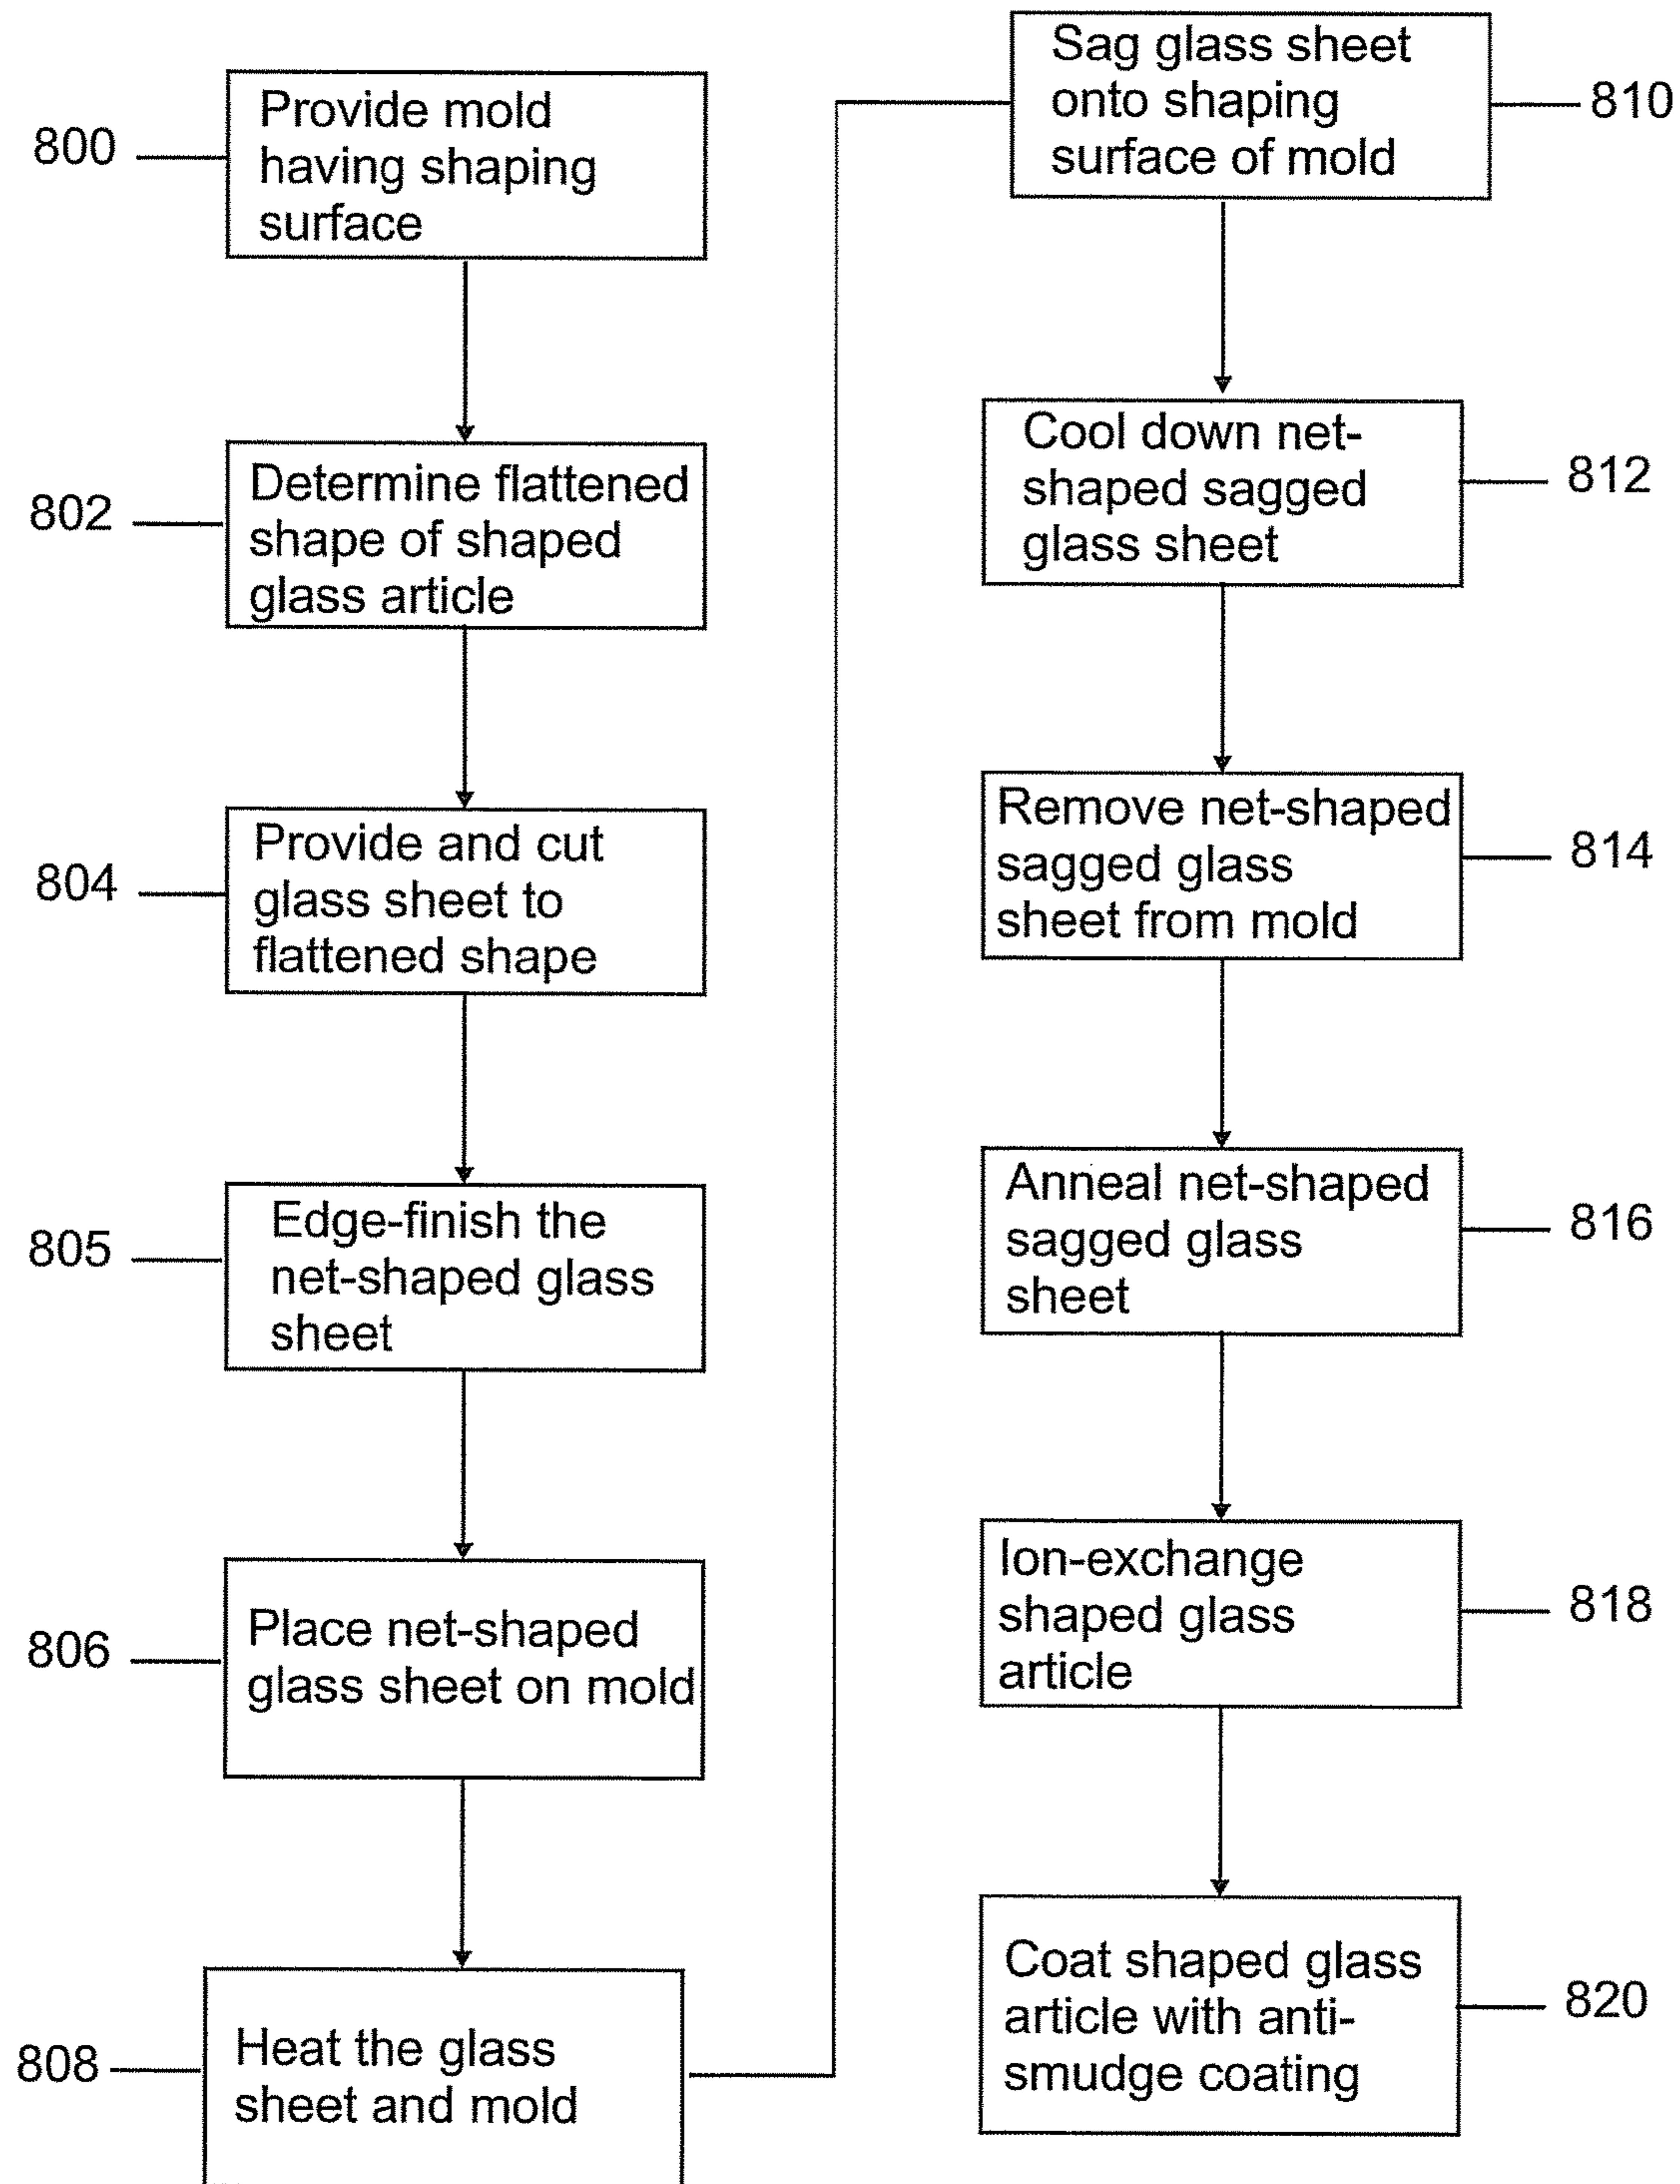 800
Provide mold
having shaping
surface
802
Determine flattened
shape of shaped
glass article
804
Provide and cut
glass sheet to
flattened shape
805
Edge-finish the
net-shaped glass
sheet
806
Place net-shaped
glass sheet on mold
808
Heat the glass
sheet and mold
Sag glass sheet
onto shaping
surface of mold
810
Cool down net-
shaped sagged
glass sheet
812
Remove net-shaped
sagged glass
sheet from mold
814
Anneal net-shaped
sagged glass
sheet
816
Ion-exchange
shaped glass
article
818
Coat shaped glass
article with anti-
smudge coating
820